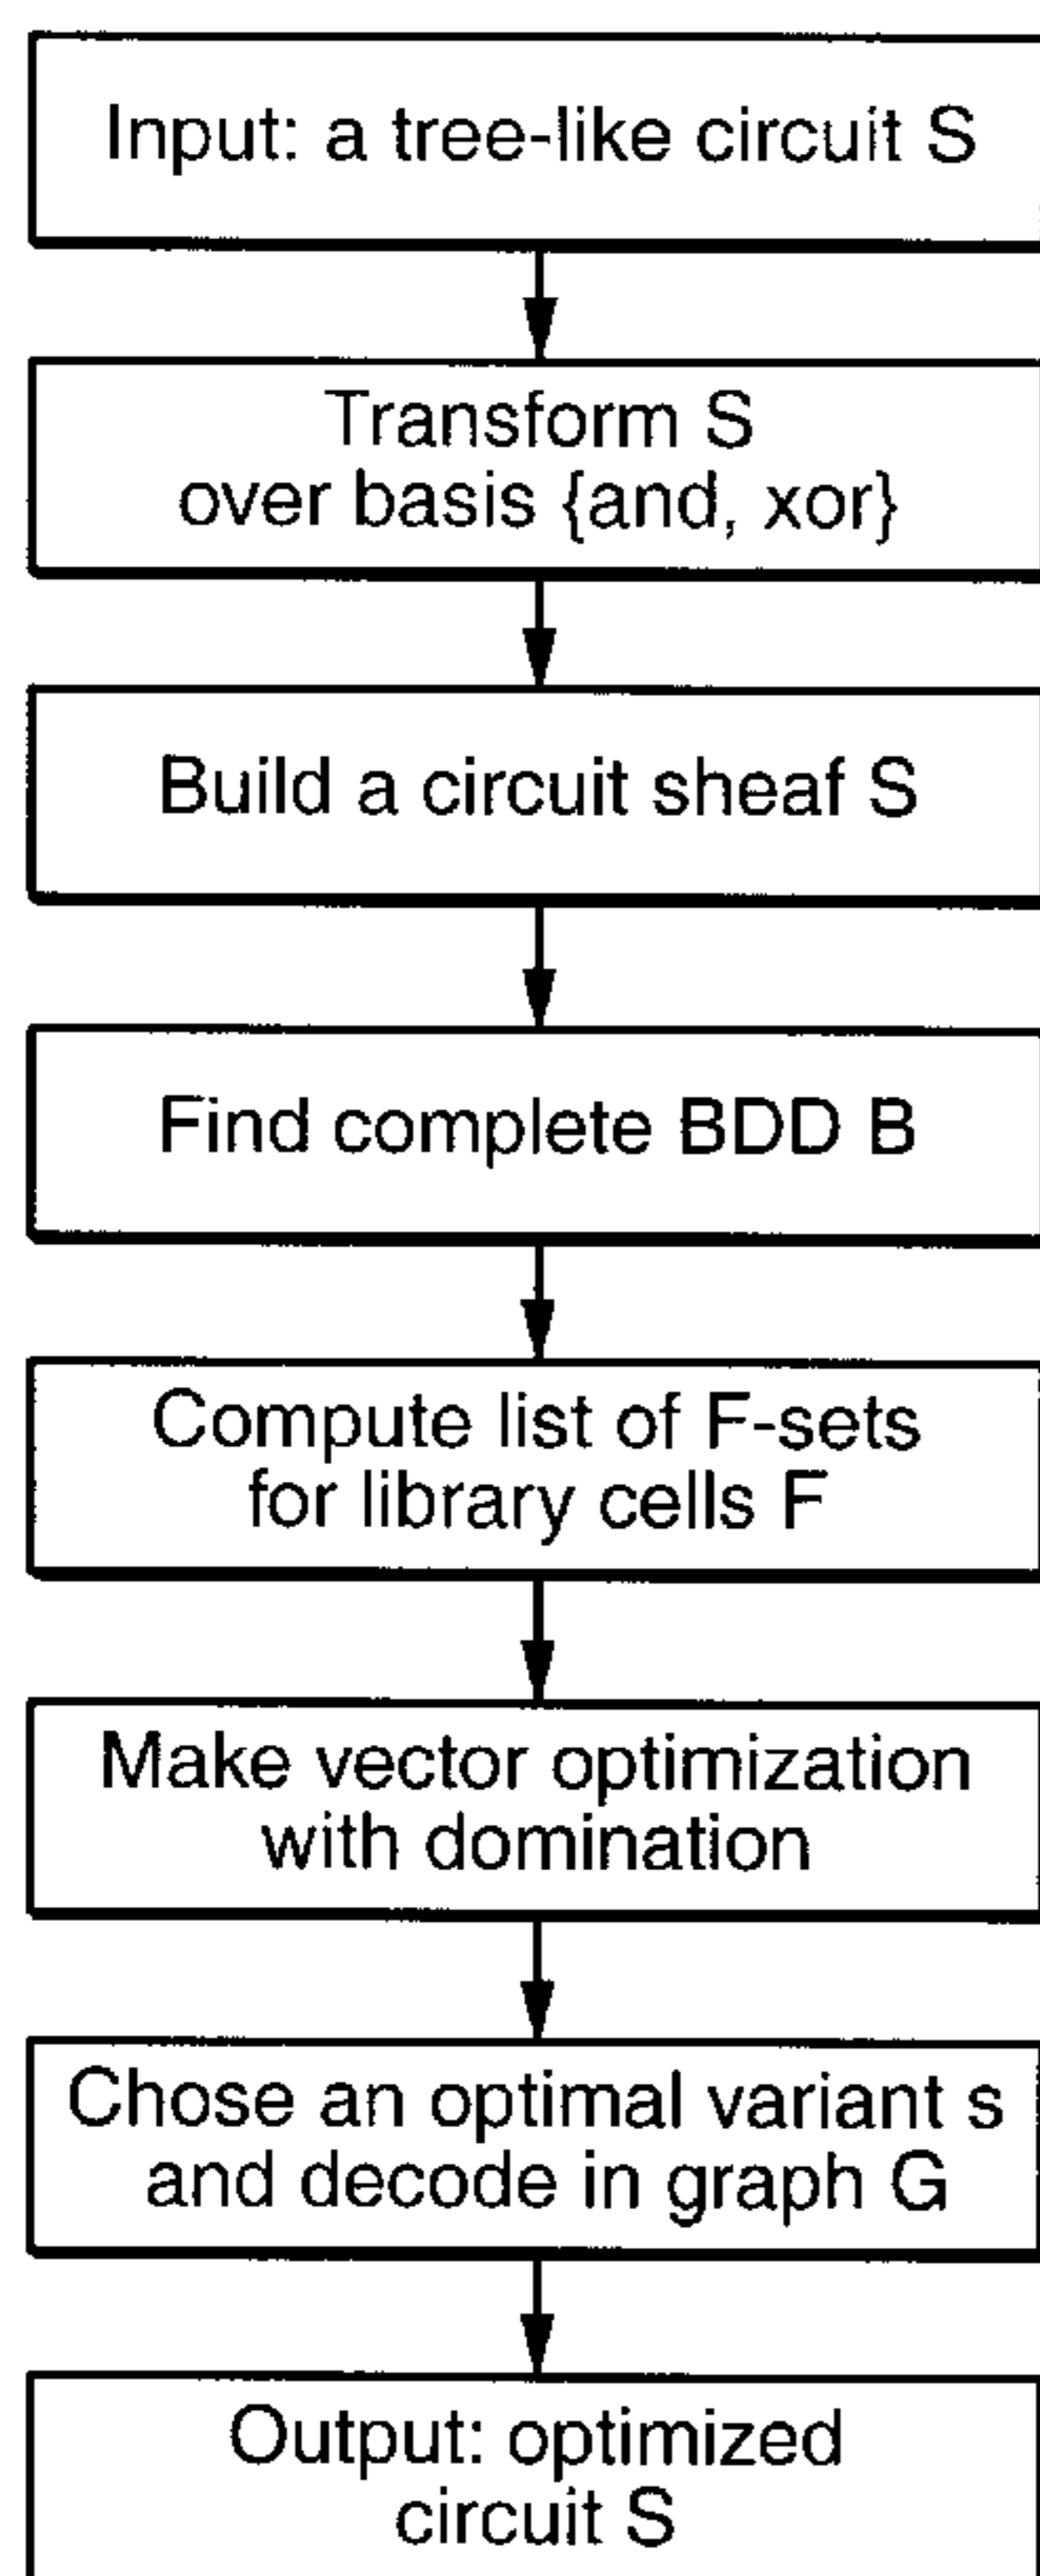 Input: a tree-like circuit S
Transform S
over basis {and, xor}
Build a circuit sheaf S
Find complete BDD B
Compute list of F-sets
for library cells F
Make vector optimization
with domination
Chose an optimal variant s
and decode in graph G
Output: optimized
circuit S